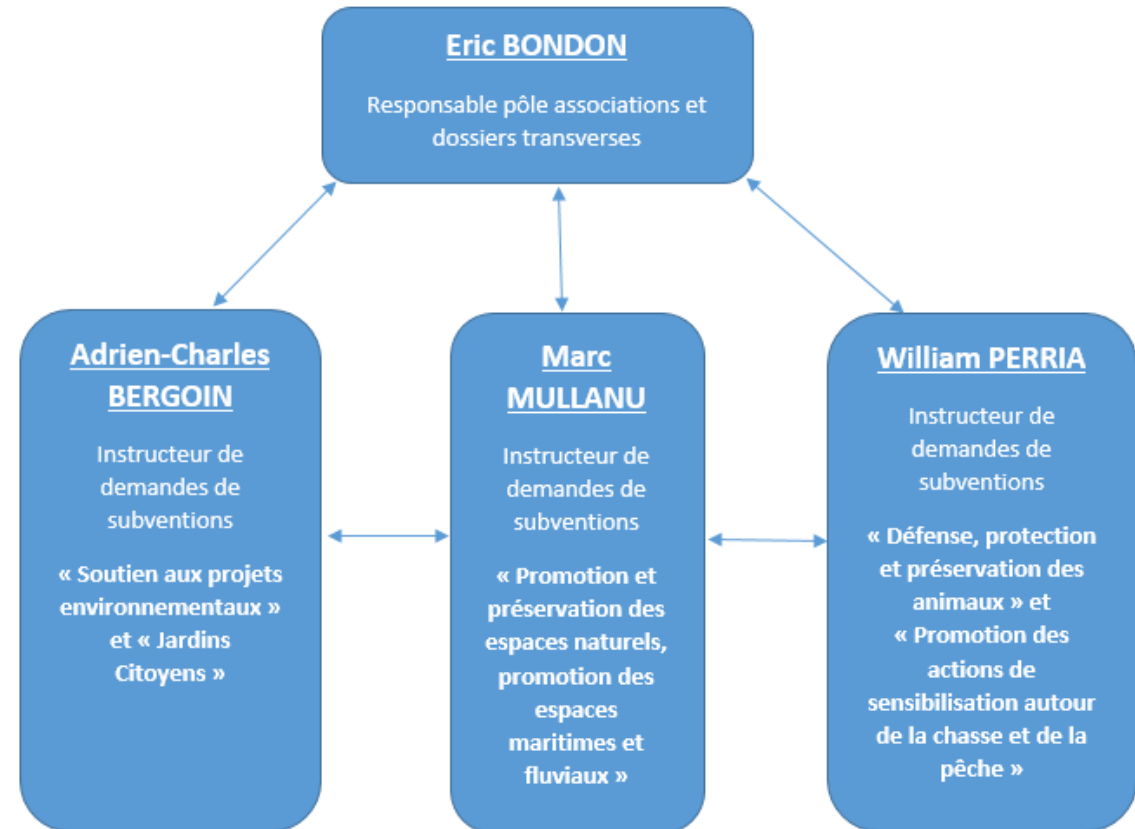 Eric BONDON
Responsable pôle associations et
dossiers transverses
Adrien-Charles
BERGOIN
Instructeur de
demandes de
subventions
« Soutien aux projets
environnementaux »
et « Jardins
Citoyens »
Marc
MULLANU
Instructeur de
demandes de
subventions
« Promotion et
préservation des
espaces naturels,
promotion des
espaces
maritimes et
fluviaux »
William PERRIA
Instructeur de
demandes de
subventions
« Défense, protection
et préservation des
animaux » et
« Promotion des
actions de
sensibilisation autour
de la chasse et de la
pêche »